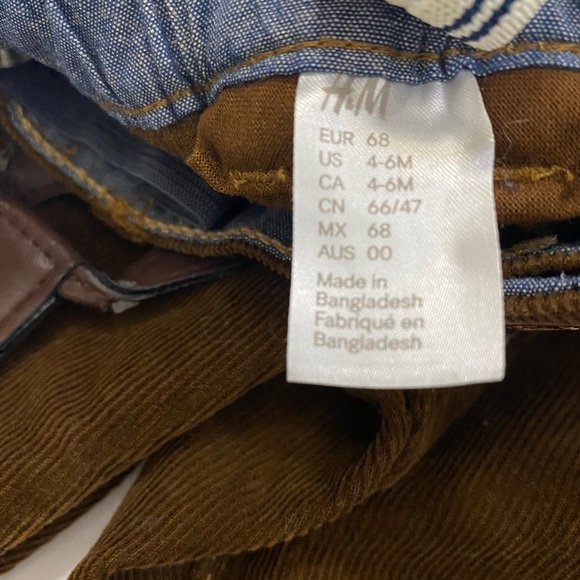 H&M
EUR 68
US 4-6M
CA 4-6M
CN 66/47
MX 68
AUS 00
Made in
Bangladesh
Fabriqué en
Bangladesh